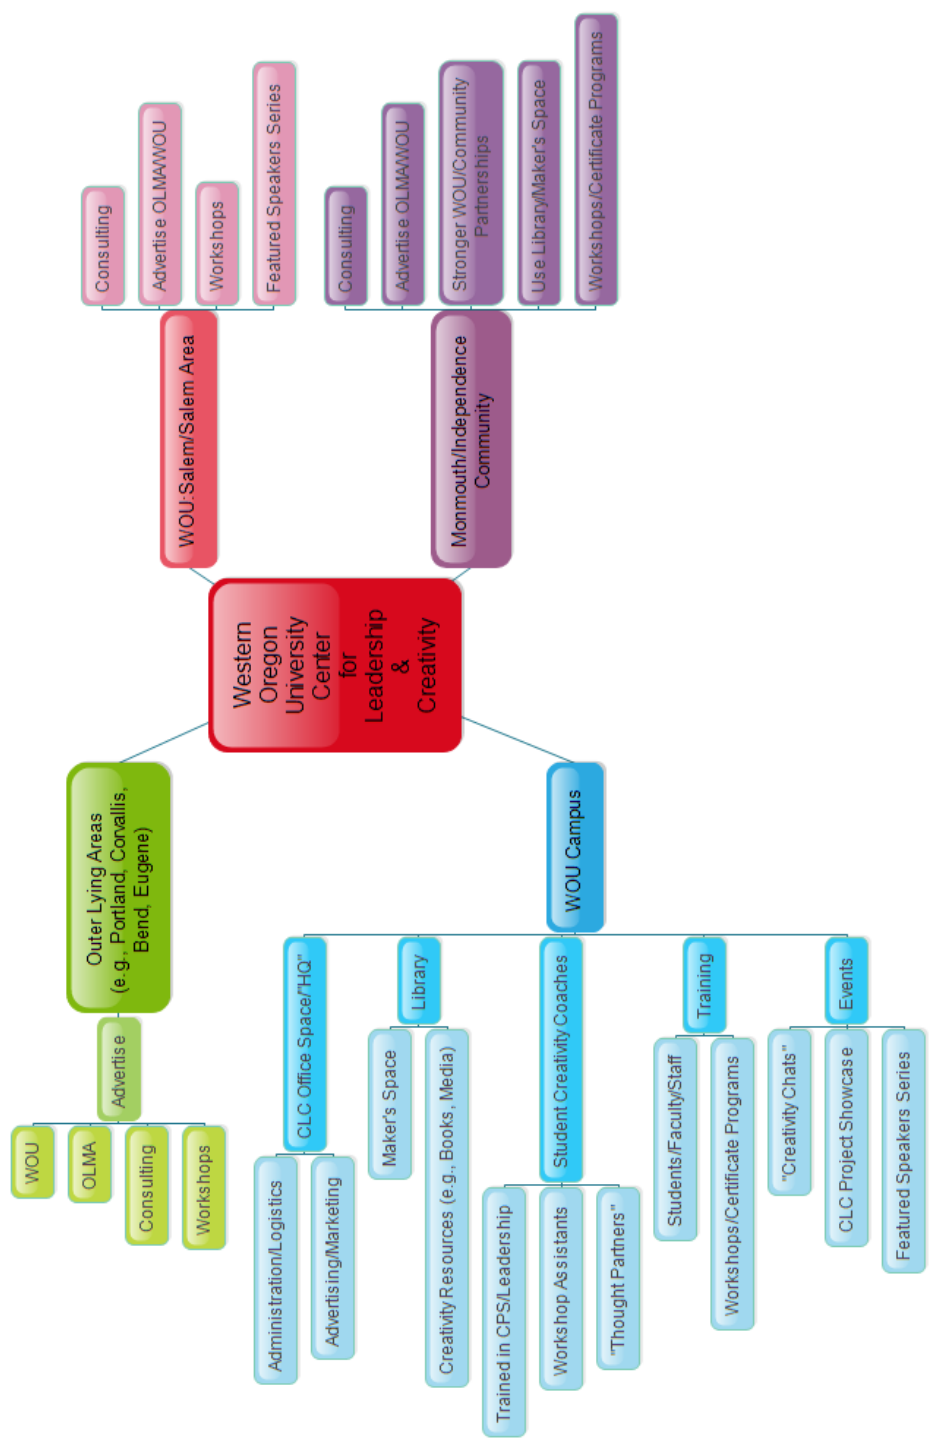 Western
Oregon
University
Center
for
Leadership
&
Creativity
Outer Lying Areas
(e.g., Portland, Corvallis,
Bend, Eugene)
Advertise
WOU
OLMA
Consulting
Workshops
WOU:Salem/Salem Area
Consulting
Advertise OLMA/WOU
Workshops
Featured Speakers Series
Monmouth/Independence
Community
Consulting
Advertise OLMA/WOU
Stronger WOU/Community
Partnerships
Use Library/Maker's Space
Workshops/Certificate Programs
WOU Campus
CLC Office Space/"HQ"
Administration/Logistics
Advertising/Marketing
Library
Maker's Space
Creativity Resources (e.g., Books, Media)
Student Creativity Coaches
Trained in CPS/Leadership
Workshop Assistants
"Thought Partners"
Training
Students/Faculty/Staff
Workshops/Certificate Programs
Events
"Creativity Chats"
CLC Project Showcase
Featured Speakers Series